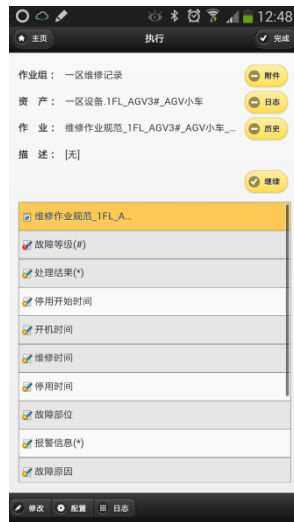 12:48
主页 执行 完成
作业组： 一区维修记录 附件
资 产： 一区设备.1FL_AGV3#_AGV小车 日志
作 业： 维修作业规范_1FL_AGV3#_AGV小车_... 历史
描 述： [无]
继续
维修作业规范_1FL_A...
故障等级(#)
处理结果(*)
停用开始时间
开机时间
维修时间
停用时间
故障部位
报警信息(*)
故障原因
修改 配置 日志